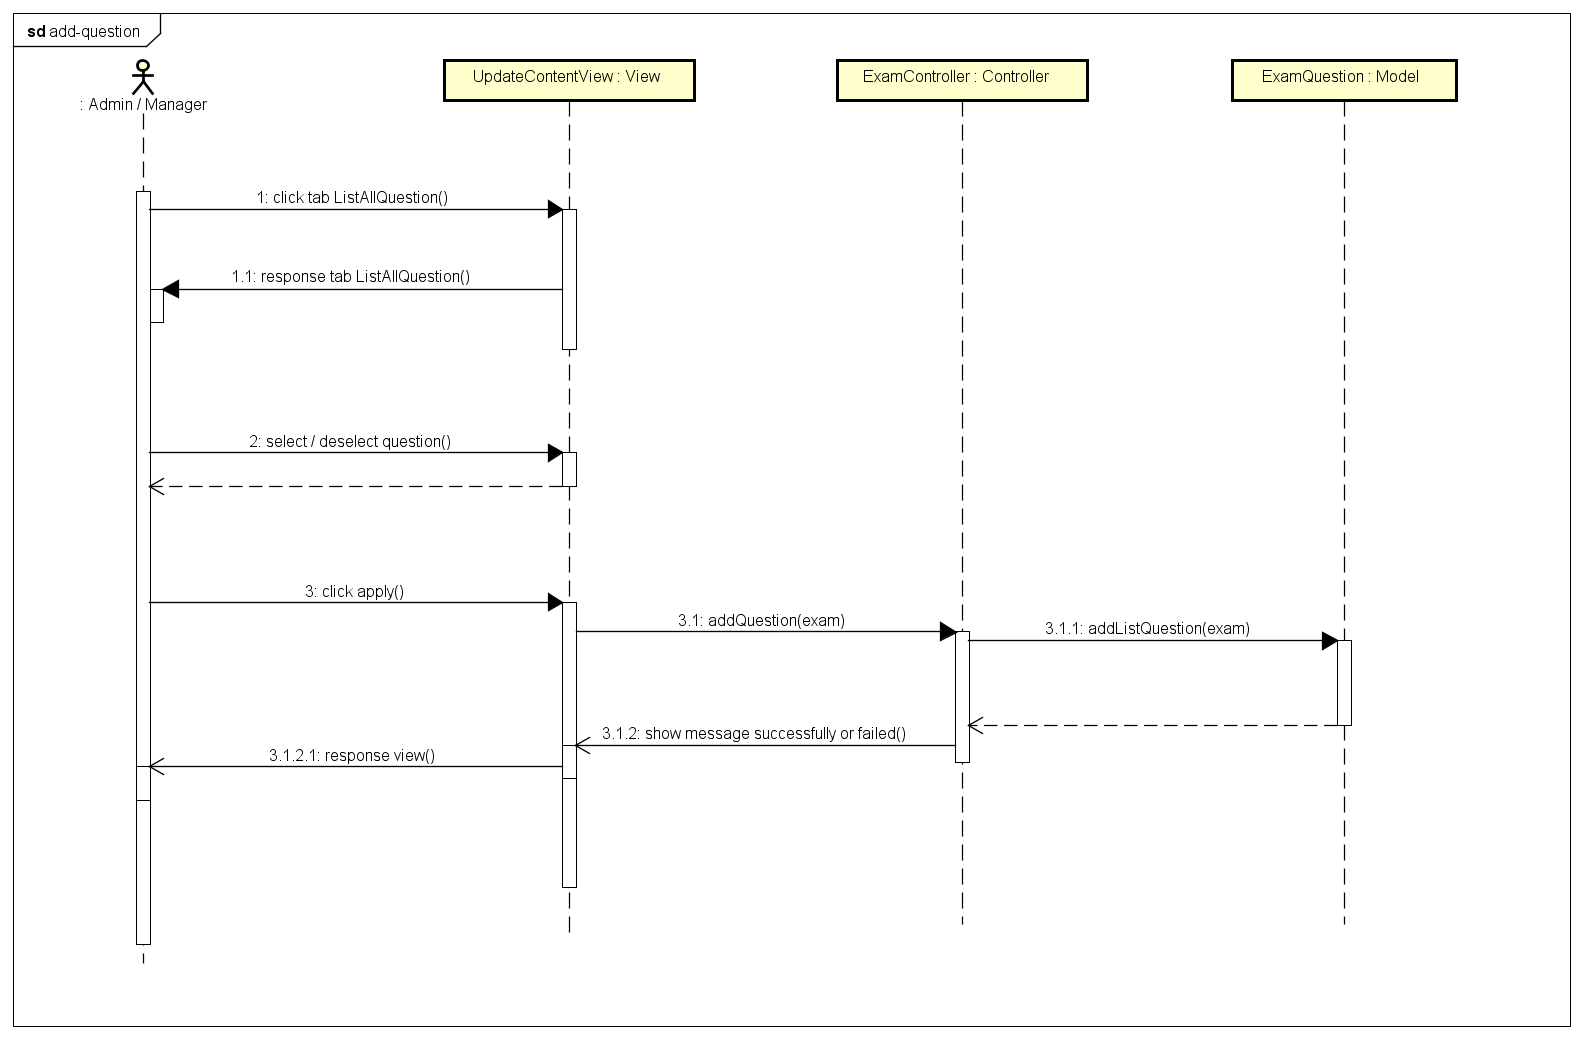 sd add-question
: Admin / Manager
UpdateContentView : View
ExamController : Controller
ExamQuestion : Model
1: click tab ListAllQuestion()
1.1: response tab ListAllQuestion()
2: select / deselect question()
3: click apply()
3.1: addQuestion(exam)
3.1.1: addListQuestion(exam)
3.1.2: show message successfully or failed()
3.1.2.1: response view()